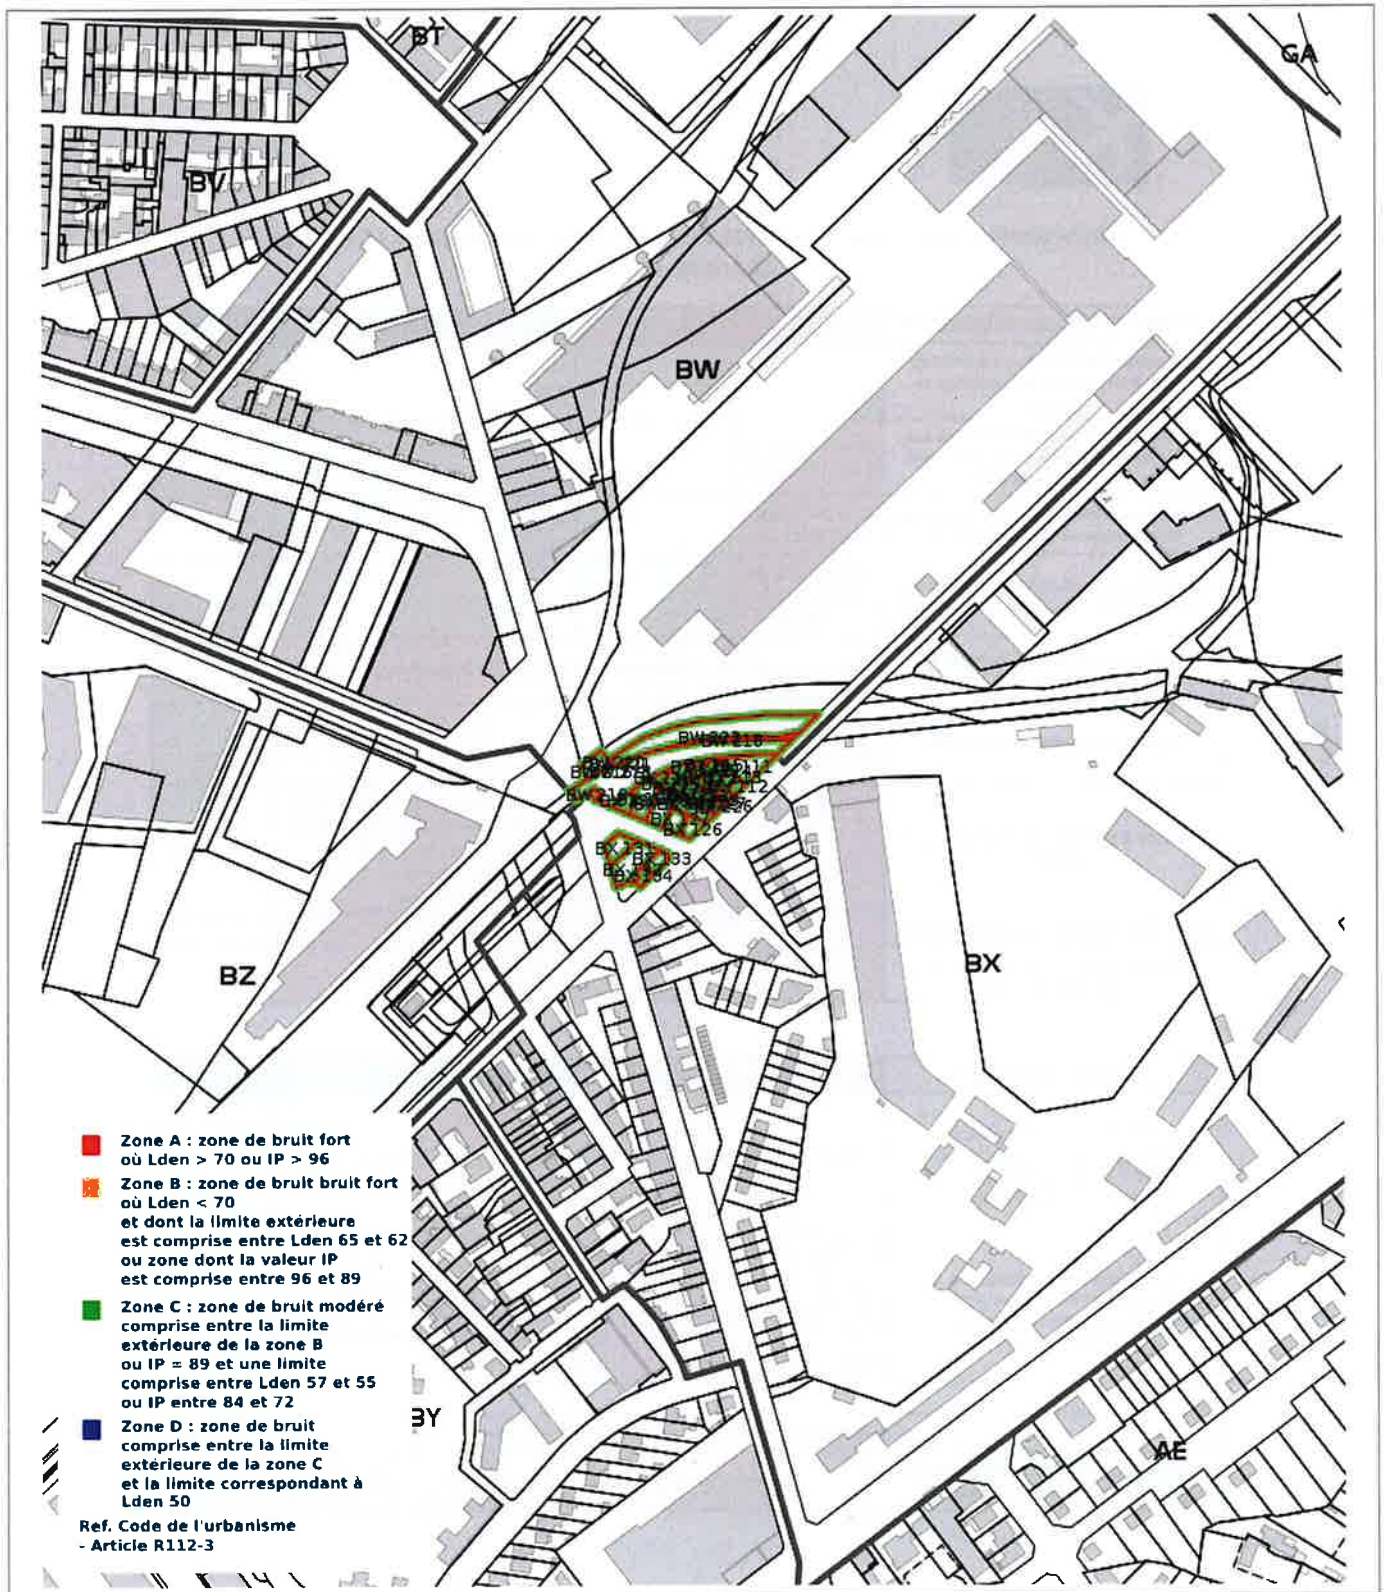 BT
GA
BV
BW
BX 126
BX 133
BX
BZ
Zone A : zone de bruit fort
où Lden > 70 ou IP > 96
Zone B : zone de bruit bruit fort
où Lden < 70
et dont la limite extérieure
est comprise entre Lden 65 et 62
ou zone dont la valeur IP
est comprise entre 96 et 89
Zone C : zone de bruit modéré
comprise entre la limite
extérieure de la zone B
ou IP = 89 et une limite
comprise entre Lden 57 et 55
ou IP entre 84 et 72
Zone D : zone de bruit
comprise entre la limite
extérieure de la zone C
et la limite correspondant à
Lden 50
Ref. Code de l'urbanisme
- Article R112-3
BY
AE